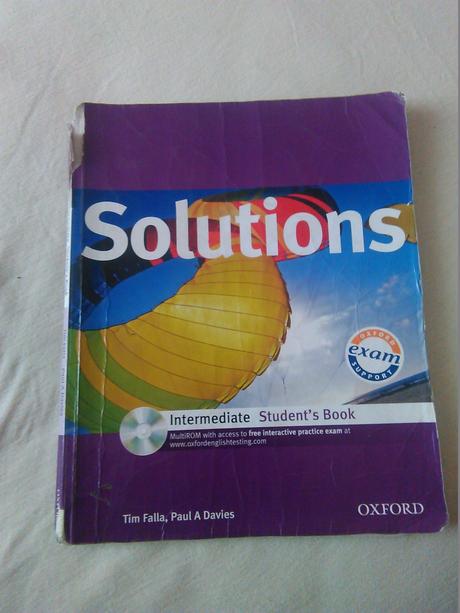 Solutions
OXFORD
exam
SUPPORT
Intermediate Student's Book
MultiROM with access to free interactive practice exam at
www.oxfordenglishtesting.com
Tim Falla, Paul A Davies
OXFORD